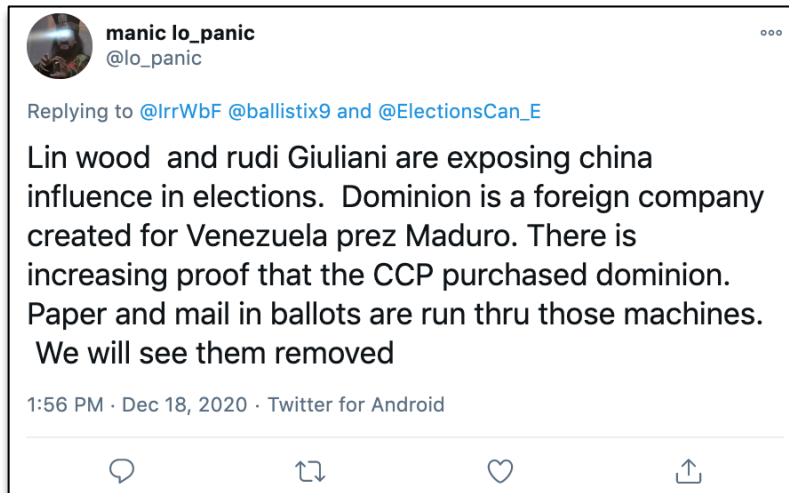 manic lo_panic
@lo_panic
Replying to @IrrWbF @ballistix9 and @ElectionsCan_E
Lin wood  and rudi Giuliani are exposing china
influence in elections.  Dominion is a foreign company
created for Venezuela prez Maduro. There is
increasing proof that the CCP purchased dominion.
Paper and mail in ballots are run thru those machines.
 We will see them removed
1:56 PM · Dec 18, 2020 · Twitter for Android